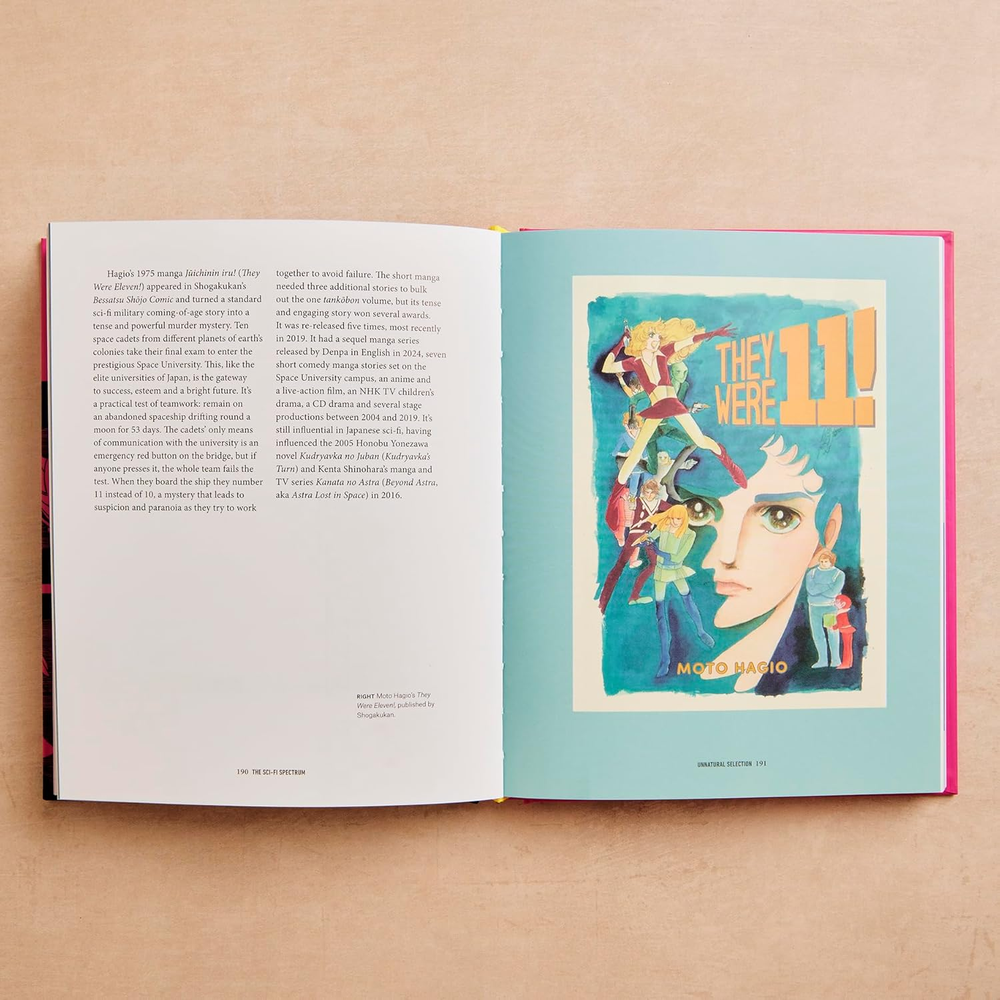 Hagio's 1975 manga Jūichinin iru! (They
Were Eleven!) appeared in Shogakukan's
Bessatsu Shōjo Comic and turned a standard
sci-fi military coming-of-age story into a
tense and powerful murder mystery. Ten
space cadets from different planets of earth's
colonies take their final exam to enter the
prestigious Space University. This, like the
elite universities of Japan, is the gateway
to success, esteem and a bright future. It's
a practical test of teamwork: remain on
an abandoned spaceship drifting round a
moon for 53 days. The cadets' only means
of communication with the university is an
emergency red button on the bridge, but if
anyone presses it, the whole team fails the
test. When they board the ship they number
11 instead of 10, a mystery that leads to
suspicion and paranoia as they try to work
together to avoid failure. The short manga
needed three additional stories to bulk
out the one tankōbon volume, but its tense
and engaging story won several awards.
It was re-released five times, most recently
in 2019. It had a sequel manga series
released by Denpa in English in 2024, seven
short comedy manga stories set on the
Space University campus, an anime and
a live-action film, an NHK TV children's
drama, a CD drama and several stage
productions between 2004 and 2019. It's
still influential in Japanese sci-fi, having
influenced the 2005 Honobu Yonezawa
novel Kudryavka no Juban (Kudryavka's
Turn) and Kenta Shinohara's manga and
TV series Kanata no Astra (Beyond Astra,
aka Astra Lost in Space) in 2016.
RIGHT Moto Hagio's They
Were Eleven!, published by
Shogakukan.
190 THE SCI-FI SPECTRUM
THEY
WERE 11!
MOTO HAGIO
UNNATURAL SELECTION 191